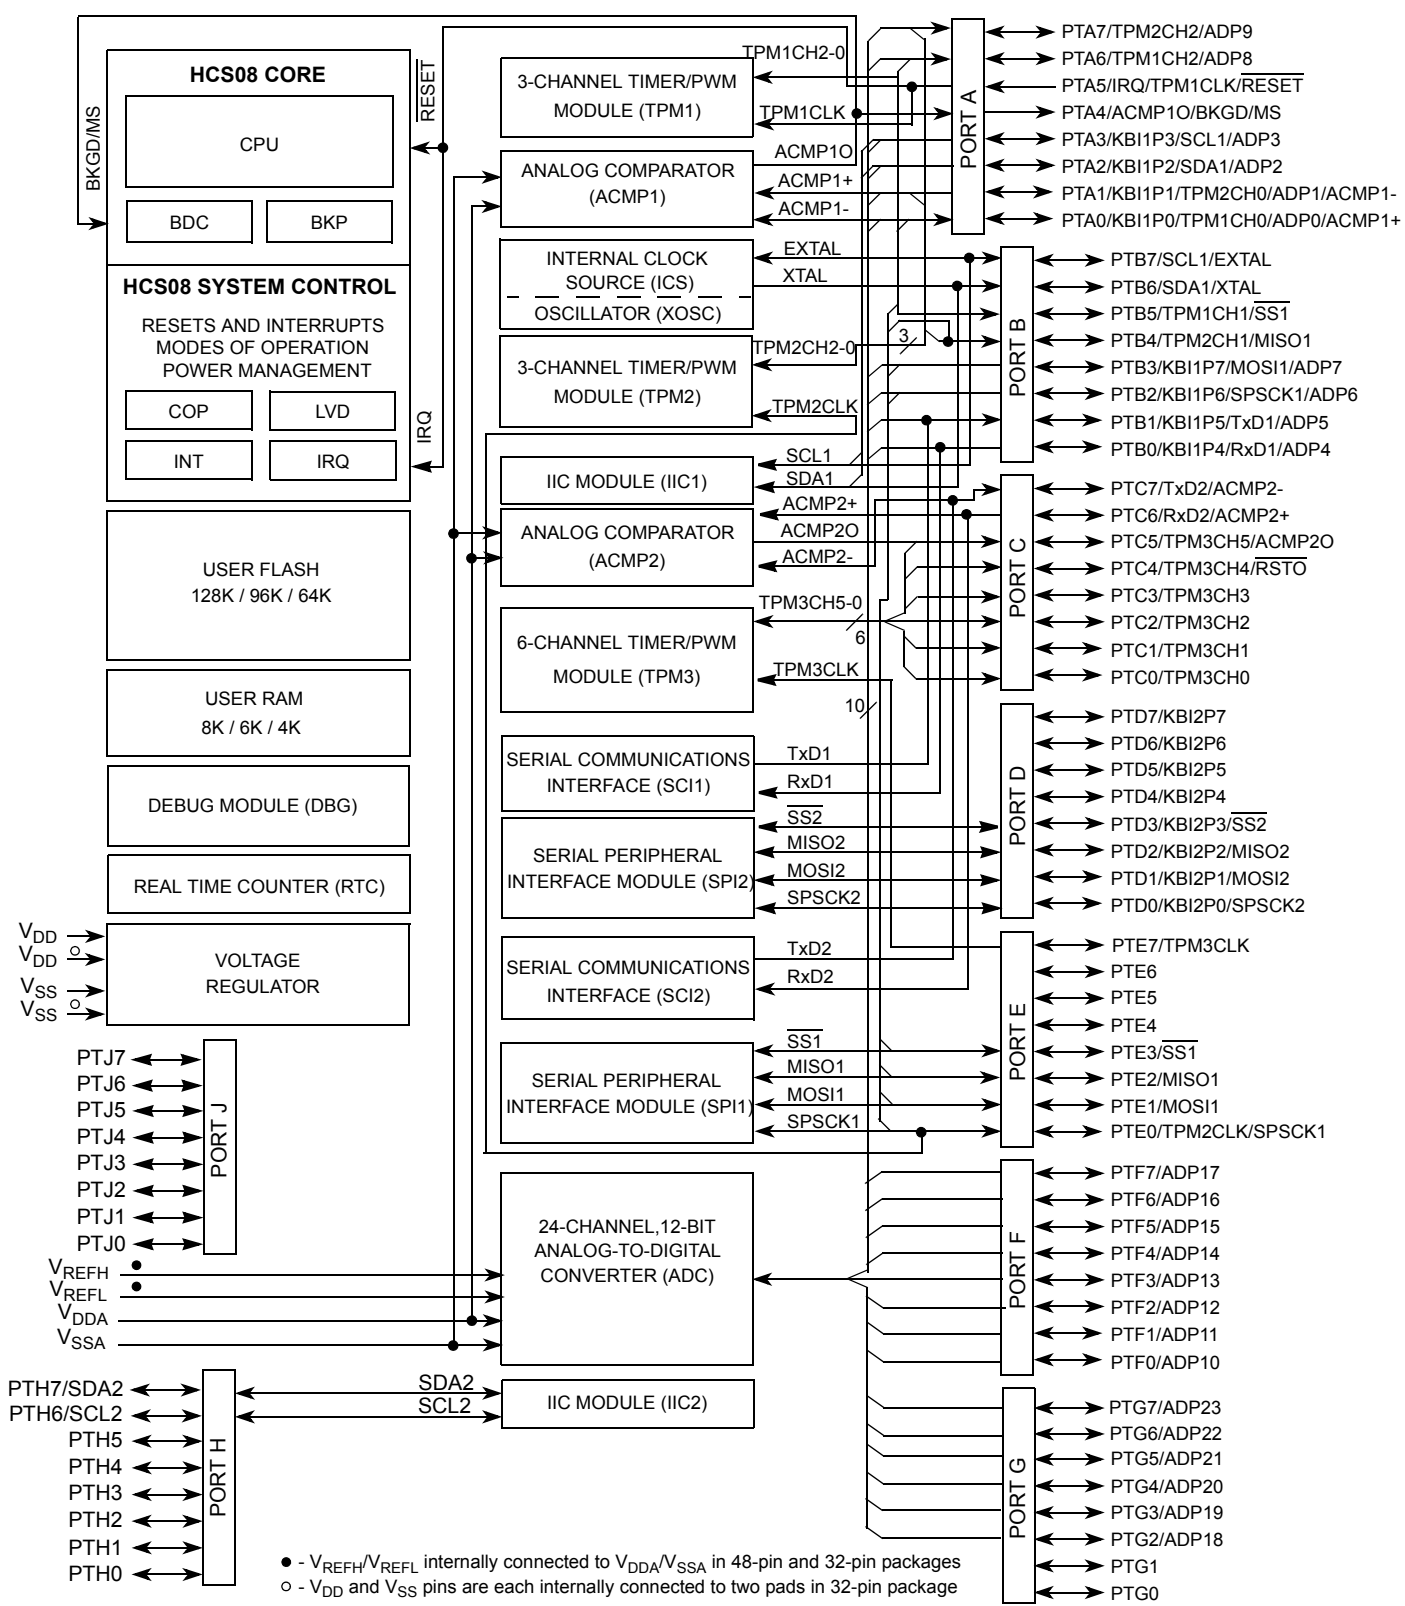 HCS08 CORE
CPU
BDC
BKP
BKGD/MS
RESET
HCS08 SYSTEM CONTROL
RESETS AND INTERRUPTS
MODES OF OPERATION
POWER MANAGEMENT
COP
LVD
INT
IRQ
IRQ
USER FLASH
128K / 96K / 64K
USER RAM
8K / 6K / 4K
DEBUG MODULE (DBG)
REAL TIME COUNTER (RTC)
VDD
VDD
VSS
VSS
VOLTAGE
REGULATOR
PTJ7
PTJ6
PTJ5
PTJ4
PTJ3
PTJ2
PTJ1
PTJ0
PORT J
VREFH
VREFL
VDDA
VSSA
PTH7/SDA2
PTH6/SCL2
PTH5
PTH4
PTH3
PTH2
PTH1
PTH0
PORT H
3-CHANNEL TIMER/PWM
MODULE (TPM1)
TPM1CH2-0
TPM1CLK
ANALOG COMPARATOR
(ACMP1)
ACMP1O
ACMP1+
ACMP1-
INTERNAL CLOCK
SOURCE (ICS)
OSCILLATOR (XOSC)
EXTAL
XTAL
3-CHANNEL TIMER/PWM
MODULE (TPM2)
TPM2CH2-0
3
TPM2CLK
IIC MODULE (IIC1)
SCL1
SDA1
ANALOG COMPARATOR
(ACMP2)
ACMP2+
ACMP2O
ACMP2-
6-CHANNEL TIMER/PWM
MODULE (TPM3)
TPM3CH5-0
6
TPM3CLK
10
SERIAL COMMUNICATIONS
INTERFACE (SCI1)
TxD1
RxD1
SERIAL PERIPHERAL
INTERFACE MODULE (SPI2)
SS2
MISO2
MOSI2
SPSCK2
SERIAL COMMUNICATIONS
INTERFACE (SCI2)
TxD2
RxD2
SERIAL PERIPHERAL
INTERFACE MODULE (SPI1)
SS1
MISO1
MOSI1
SPSCK1
24-CHANNEL,12-BIT
ANALOG-TO-DIGITAL
CONVERTER (ADC)
IIC MODULE (IIC2)
SDA2
SCL2
PORT A
PTA7/TPM2CH2/ADP9
PTA6/TPM1CH2/ADP8
PTA5/IRQ/TPM1CLK/RESET
PTA4/ACMP1O/BKGD/MS
PTA3/KBI1P3/SCL1/ADP3
PTA2/KBI1P2/SDA1/ADP2
PTA1/KBI1P1/TPM2CH0/ADP1/ACMP1-
PTA0/KBI1P0/TPM1CH0/ADP0/ACMP1+
PORT B
PTB7/SCL1/EXTAL
PTB6/SDA1/XTAL
PTB5/TPM1CH1/SS1
PTB4/TPM2CH1/MISO1
PTB3/KBI1P7/MOSI1/ADP7
PTB2/KBI1P6/SPSCK1/ADP6
PTB1/KBI1P5/TxD1/ADP5
PTB0/KBI1P4/RxD1/ADP4
PORT C
PTC7/TxD2/ACMP2-
PTC6/RxD2/ACMP2+
PTC5/TPM3CH5/ACMP2O
PTC4/TPM3CH4/RSTO
PTC3/TPM3CH3
PTC2/TPM3CH2
PTC1/TPM3CH1
PTC0/TPM3CH0
PORT D
PTD7/KBI2P7
PTD6/KBI2P6
PTD5/KBI2P5
PTD4/KBI2P4
PTD3/KBI2P3/SS2
PTD2/KBI2P2/MISO2
PTD1/KBI2P1/MOSI2
PTD0/KBI2P0/SPSCK2
PORT E
PTE7/TPM3CLK
PTE6
PTE5
PTE4
PTE3/SS1
PTE2/MISO1
PTE1/MOSI1
PTE0/TPM2CLK/SPSCK1
PORT F
PTF7/ADP17
PTF6/ADP16
PTF5/ADP15
PTF4/ADP14
PTF3/ADP13
PTF2/ADP12
PTF1/ADP11
PTF0/ADP10
PORT G
PTG7/ADP23
PTG6/ADP22
PTG5/ADP21
PTG4/ADP20
PTG3/ADP19
PTG2/ADP18
PTG1
PTG0
● - VREFH/VREFL internally connected to VDDA/VSSA in 48-pin and 32-pin packages
○ - VDD and VSS pins are each internally connected to two pads in 32-pin package